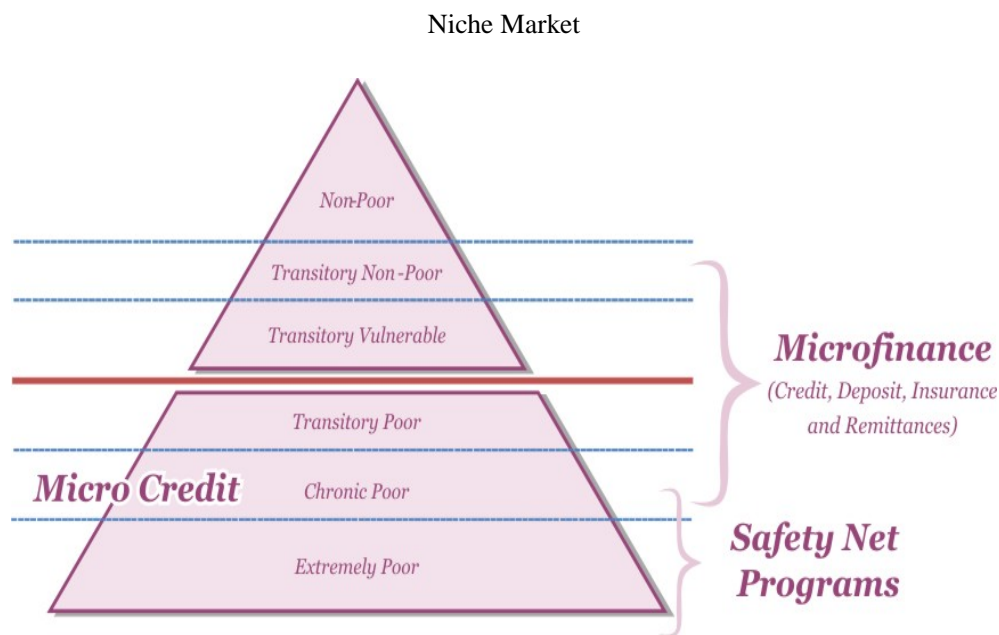 Niche Market
Non-Poor
Transitory Non-Poor
Transitory Vulnerable
Microfinance
(Credit, Deposit, Insurance
and Remittances)
Transitory Poor
Micro Credit
Chronic Poor
Safety Net
Programs
Extremely Poor